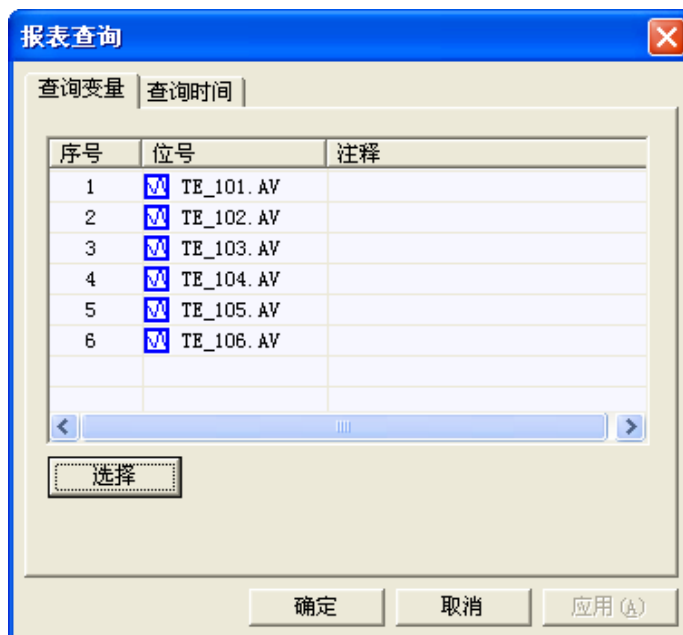 报表查询
查询变量 查询时间
序号 位号 注释
1 TE_101.AV
2 TE_102.AV
3 TE_103.AV
4 TE_104.AV
5 TE_105.AV
6 TE_106.AV
选择
确定 取消 应用(A)